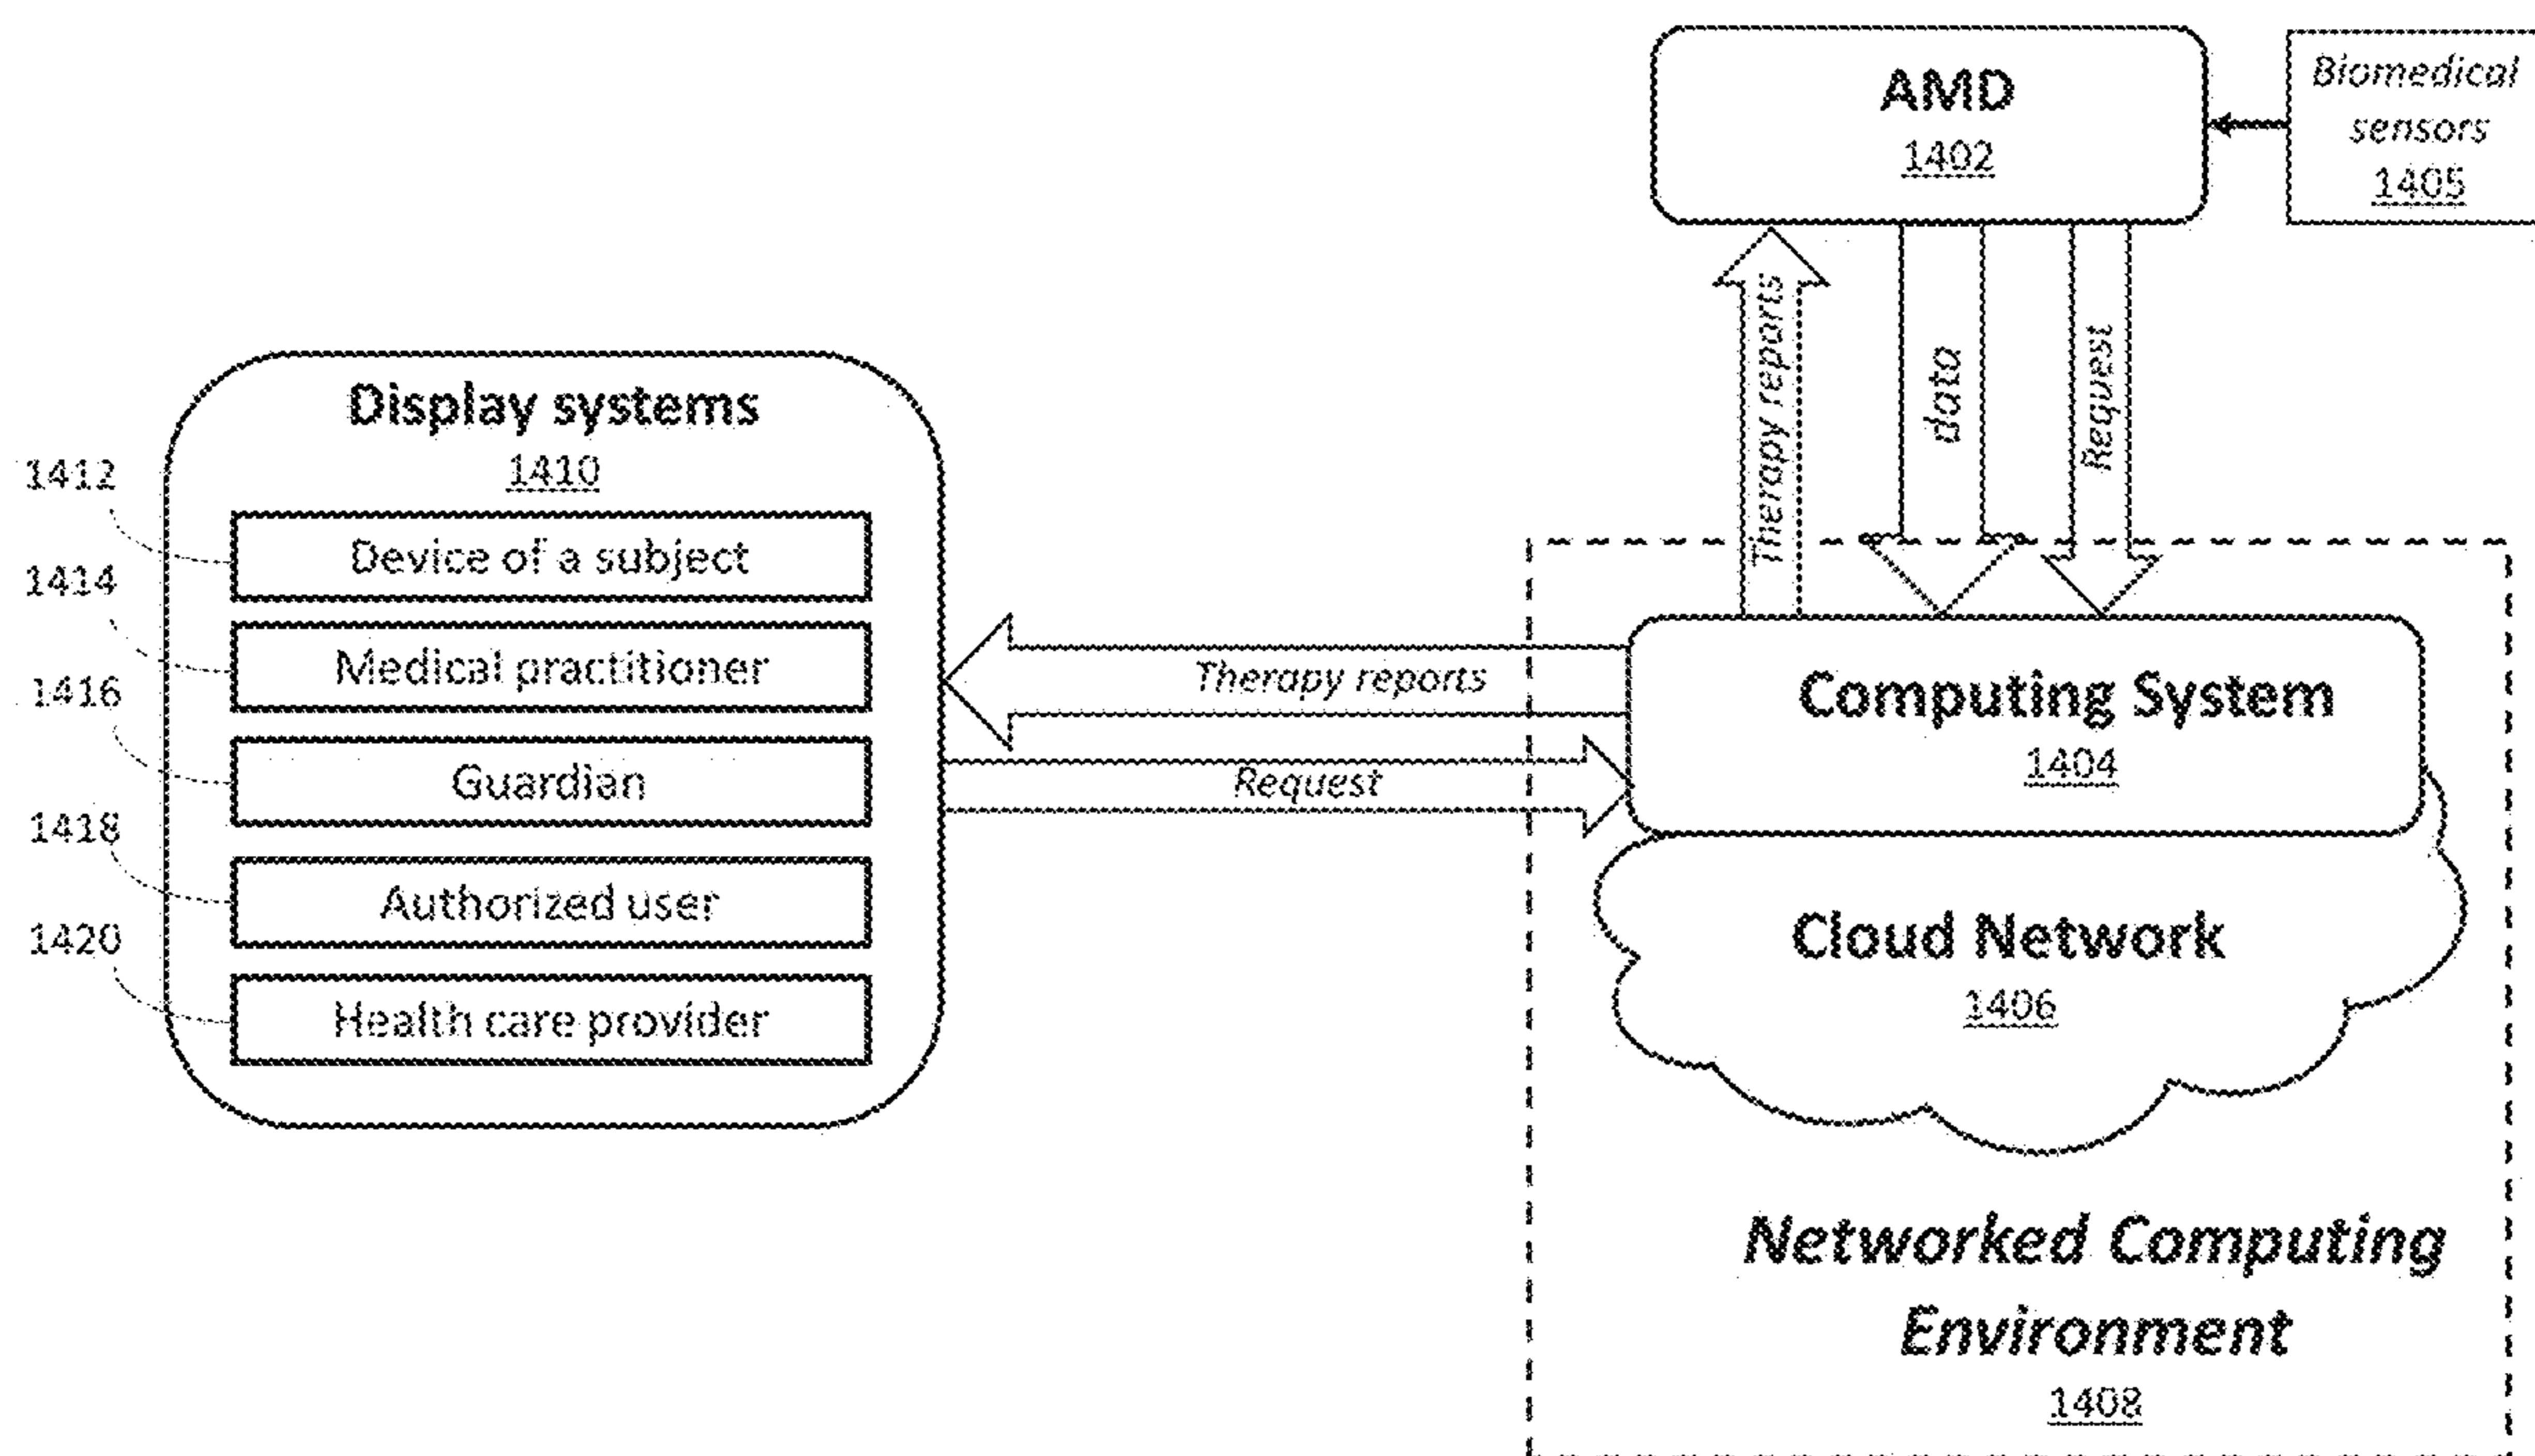 AMD
1402
Biomedical
sensors
1405
Therapy reports
data
Request
Display systems
1410
1412
Device of a subject
1414
Medical practitioner
1416
Guardian
1418
Authorized user
1420
Health care provider
Therapy reports
Request
Computing System
1404
Cloud Network
1406
Networked Computing
Environment
1408